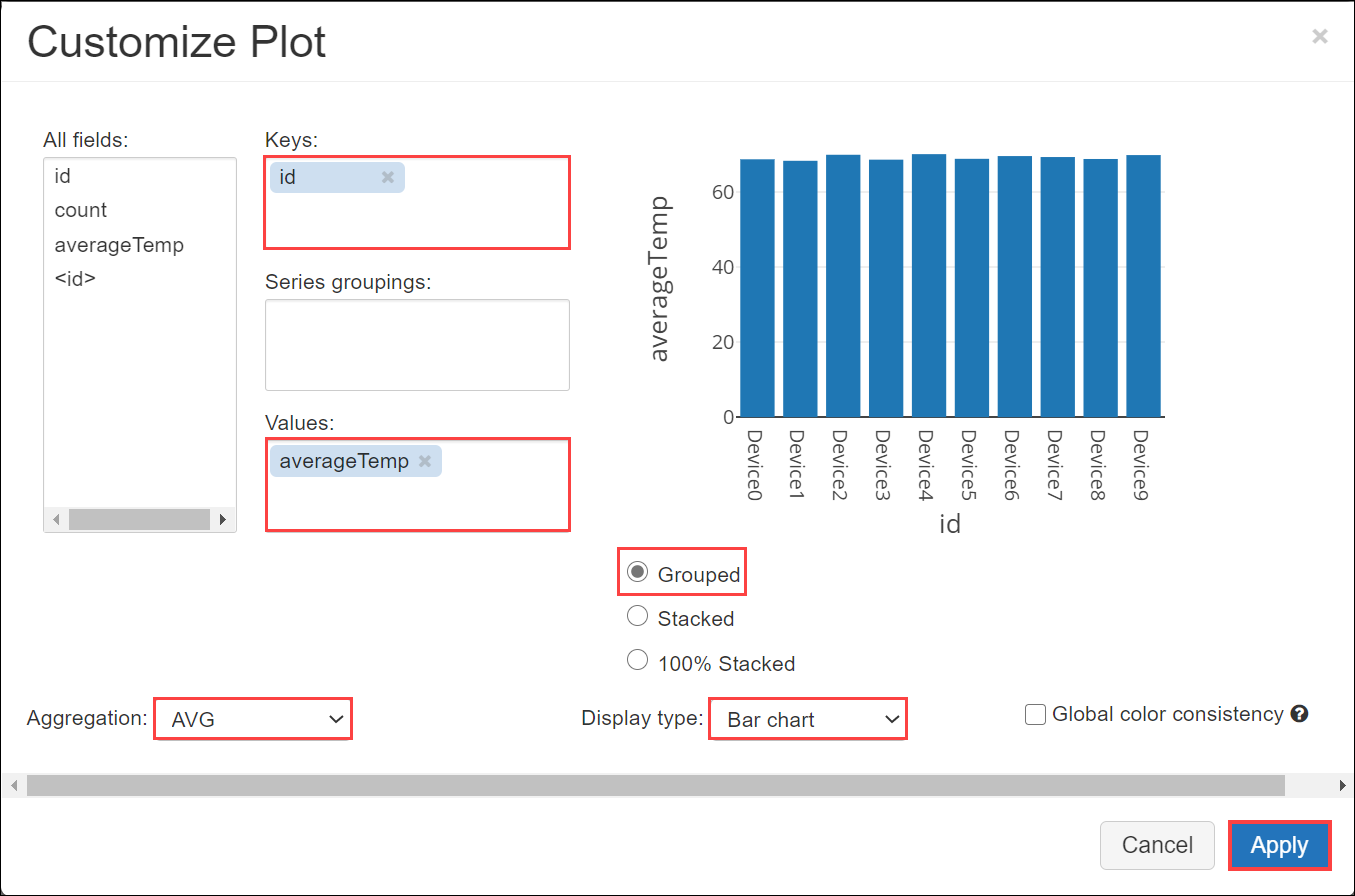 Customize Plot
×
All fields:
id
count
averageTemp
<id>
Keys:
id ×
Series groupings:
Values:
averageTemp ×
averageTemp
60
40
20
0
Device0
Device1
Device2
Device3
Device4
Device5
Device6
Device7
Device8
Device9
id
Grouped
Stacked
100% Stacked
Aggregation: AVG
Display type: Bar chart
Global color consistency ?
Cancel
Apply